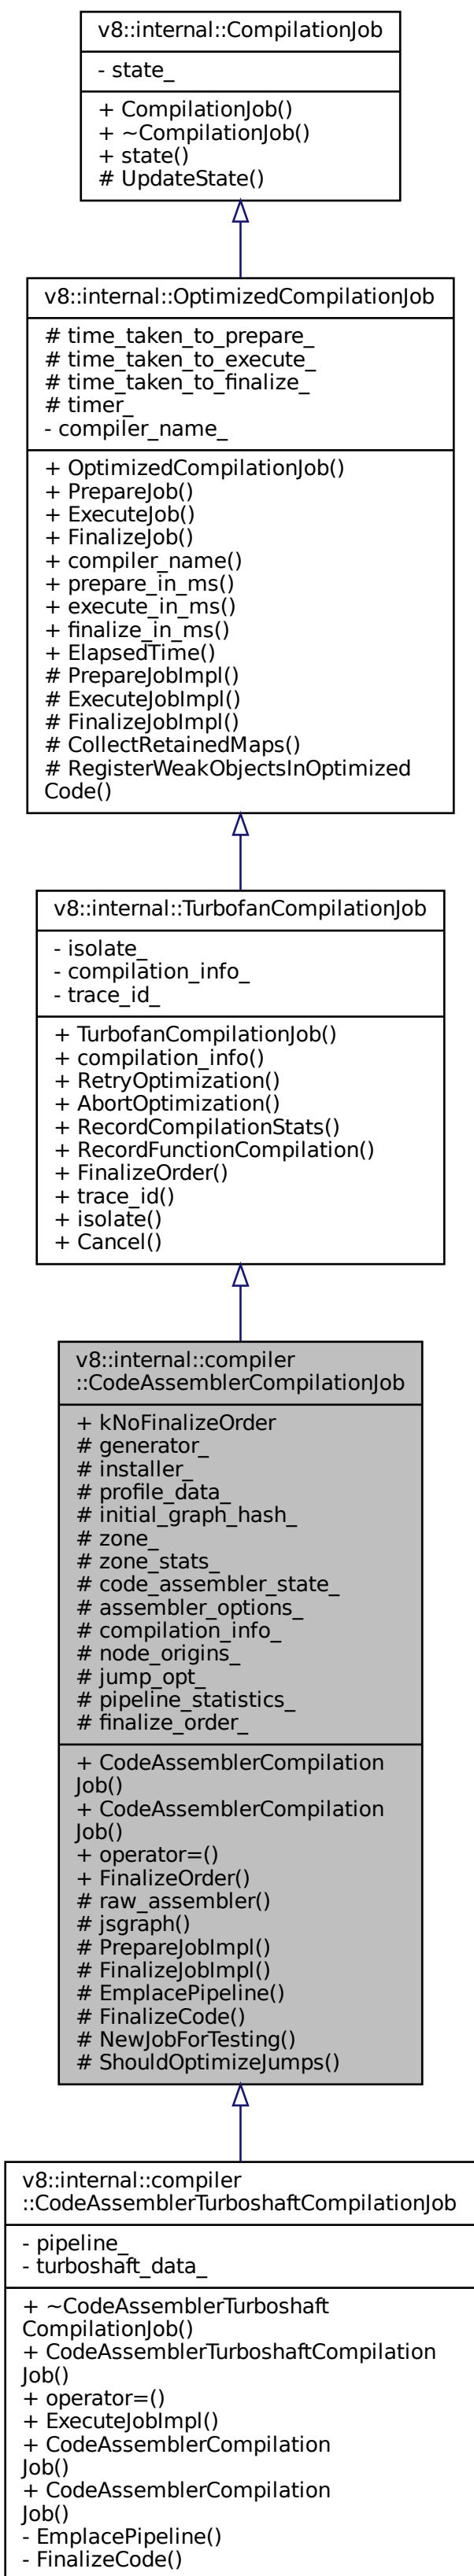 v8::internal::CompilationJob
- state_
+ CompilationJob()
+ ~CompilationJob()
+ state()
# UpdateState()
v8::internal::OptimizedCompilationJob
# time_taken_to_prepare_
# time_taken_to_execute_
# time_taken_to_finalize_
# timer_
- compiler_name_
+ OptimizedCompilationJob()
+ PrepareJob()
+ ExecuteJob()
+ FinalizeJob()
+ compiler_name()
+ prepare_in_ms()
+ execute_in_ms()
+ finalize_in_ms()
+ ElapsedTime()
# PrepareJobImpl()
# ExecuteJobImpl()
# FinalizeJobImpl()
# CollectRetainedMaps()
# RegisterWeakObjectsInOptimized
Code()
v8::internal::TurbofanCompilationJob
- isolate_
- compilation_info_
- trace_id_
+ TurbofanCompilationJob()
+ compilation_info()
+ RetryOptimization()
+ AbortOptimization()
+ RecordCompilationStats()
+ RecordFunctionCompilation()
+ FinalizeOrder()
+ trace_id()
+ isolate()
+ Cancel()
v8::internal::compiler
::CodeAssemblerCompilationJob
+ kNoFinalizeOrder
# generator_
# installer_
# profile_data_
# initial_graph_hash_
# zone_
# zone_stats_
# code_assembler_state_
# assembler_options_
# compilation_info_
# node_origins_
# jump_opt_
# pipeline_statistics_
# finalize_order_
+ CodeAssemblerCompilation
Job()
+ CodeAssemblerCompilation
Job()
+ operator=()
+ FinalizeOrder()
# raw_assembler()
# jsgraph()
# PrepareJobImpl()
# FinalizeJobImpl()
# EmplacePipeline()
# FinalizeCode()
# NewJobForTesting()
# ShouldOptimizeJumps()
v8::internal::compiler
::CodeAssemblerTurboshaftCompilationJob
- pipeline_
- turboshaft_data_
+ ~CodeAssemblerTurboshaft
CompilationJob()
+ CodeAssemblerTurboshaftCompilation
Job()
+ operator=()
+ ExecuteJobImpl()
+ CodeAssemblerCompilation
Job()
+ CodeAssemblerCompilation
Job()
- EmplacePipeline()
- FinalizeCode()